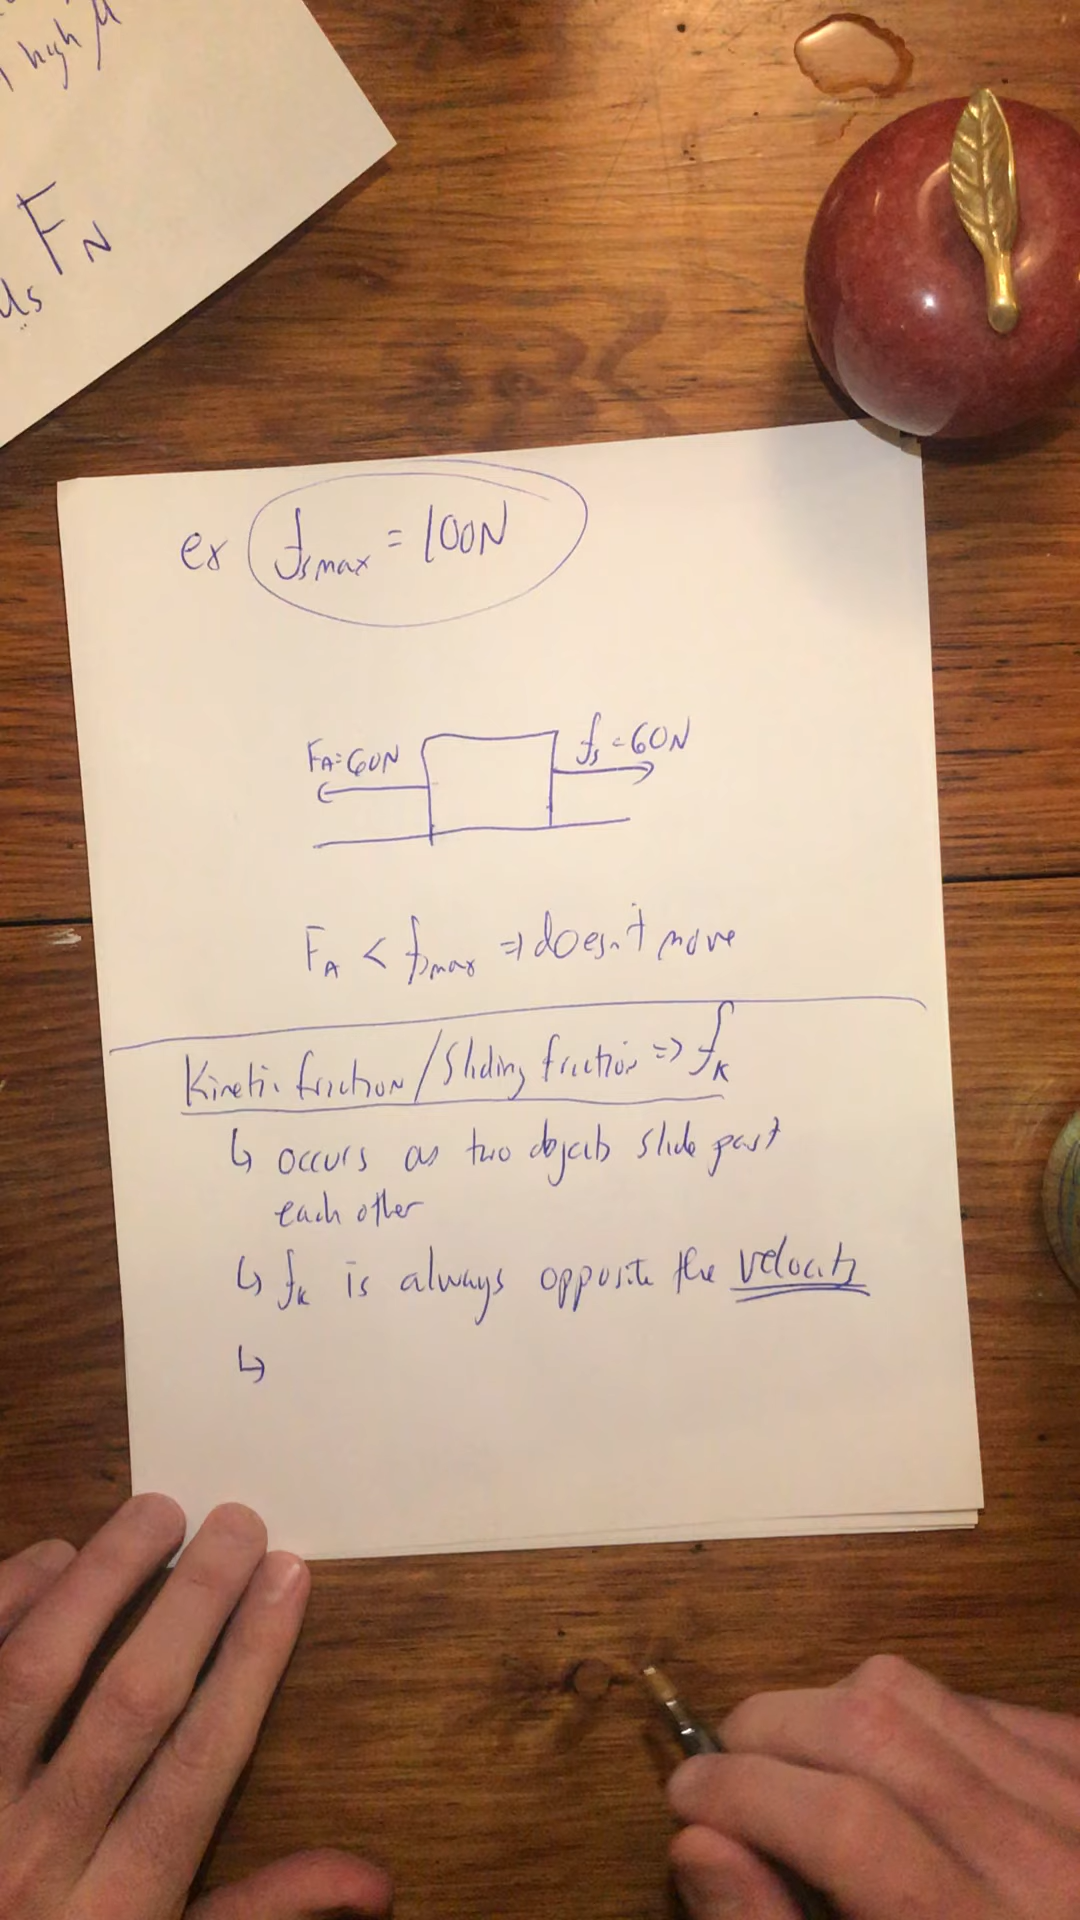 high μ
μs FN
ex fsmax = 100N
FA=60N
fs=60N
FA < fsmax => doesn't move
Kinetic friction/Sliding friction => fK
↳ occurs as two objects slide past
each other
↳ fK is always opposite the velocity
↳